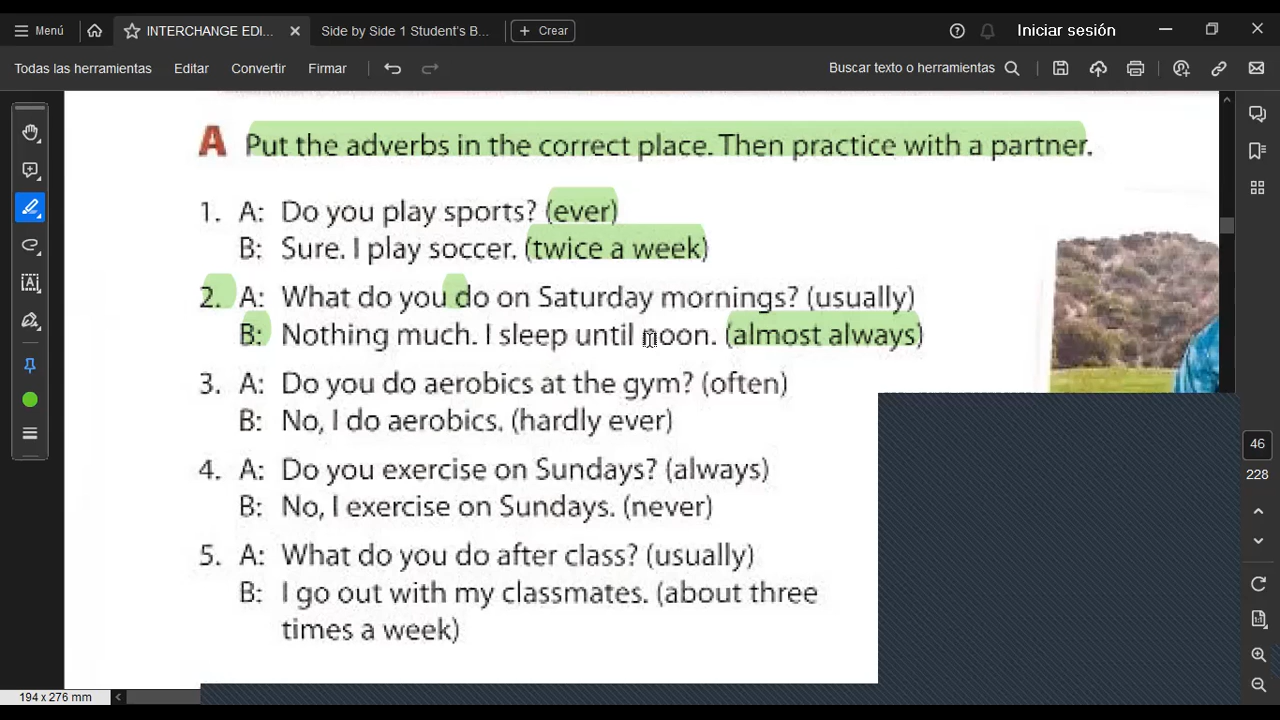 Menú INTERCHANGE EDI... Side by Side 1 Student's B... Crear Iniciar sesión
Todas las herramientas Editar Convertir Firmar Buscar texto o herramientas
A Put the adverbs in the correct place. Then practice with a partner.
1. A: Do you play sports? (ever)
B: Sure. I play soccer. (twice a week)
2. A: What do you do on Saturday mornings? (usually)
B: Nothing much. I sleep until noon. (almost always)
3. A: Do you do aerobics at the gym? (often)
B: No, I do aerobics. (hardly ever)
4. A: Do you exercise on Sundays? (always)
B: No, I exercise on Sundays. (never)
5. A: What do you do after class? (usually)
B: I go out with my classmates. (about three
times a week)
46
228
194 x 276 mm